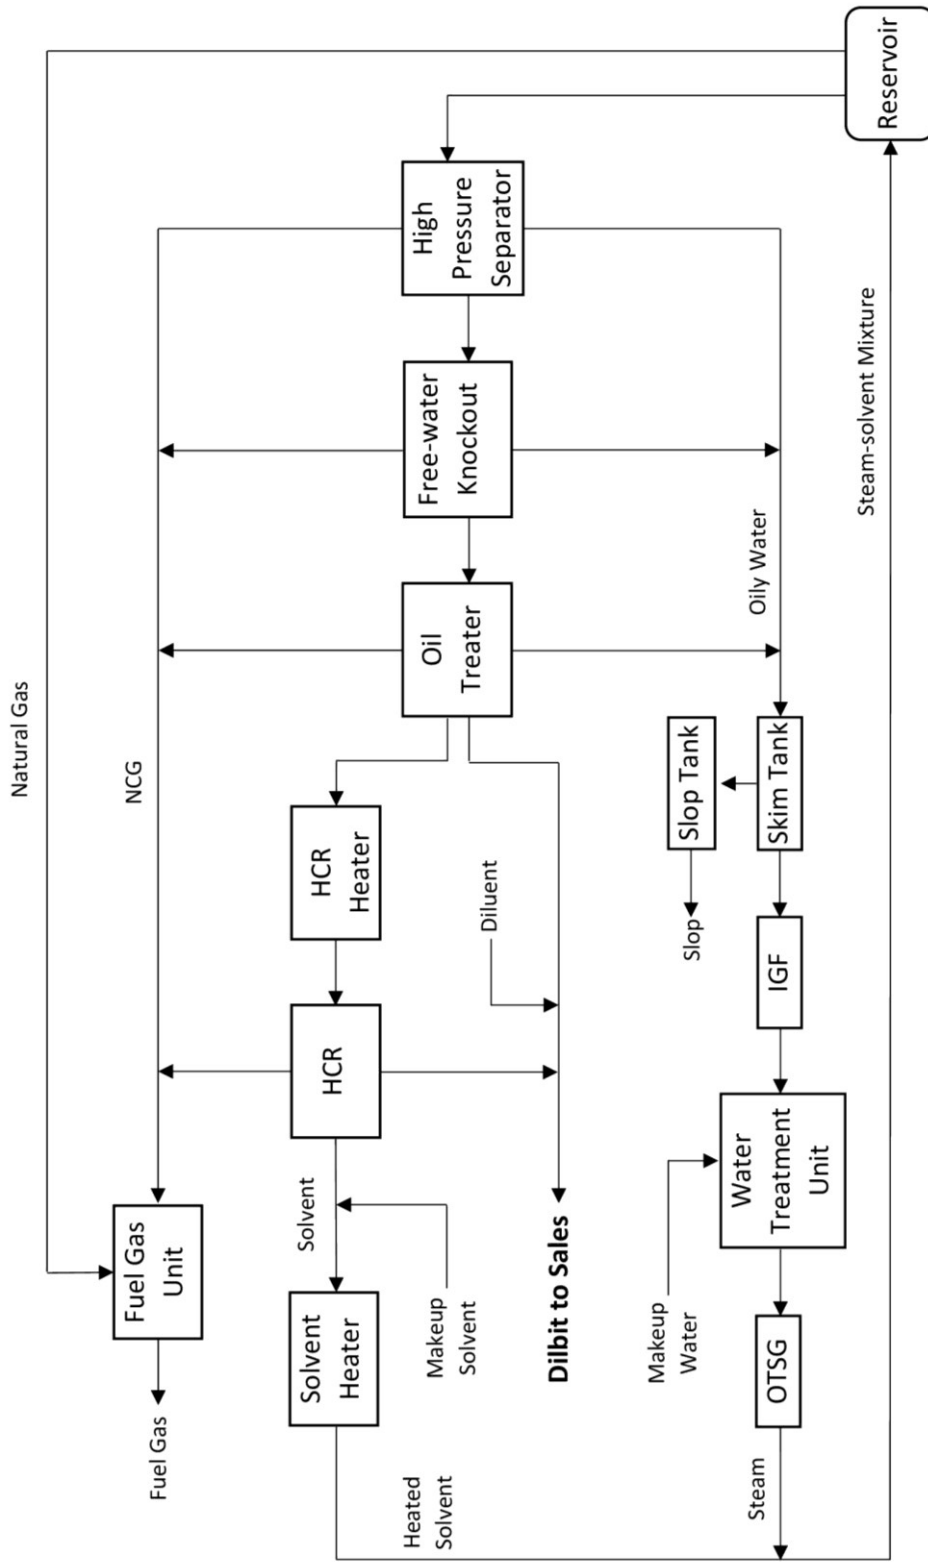 Natural Gas
NCG
Fuel Gas
Unit
Fuel Gas
Solvent
Heater
Heated
Solvent
Solvent
Makeup
Solvent
HCR
HCR
Heater
Oil
Treater
Free-water
Knockout
High
Pressure
Separator
Diluent
Dilbit to Sales
Slop
Slop Tank
Skim Tank
Oily Water
IGF
Water
Treatment
Unit
Makeup
Water
OTSG
Steam
Steam-solvent Mixture
Reservoir